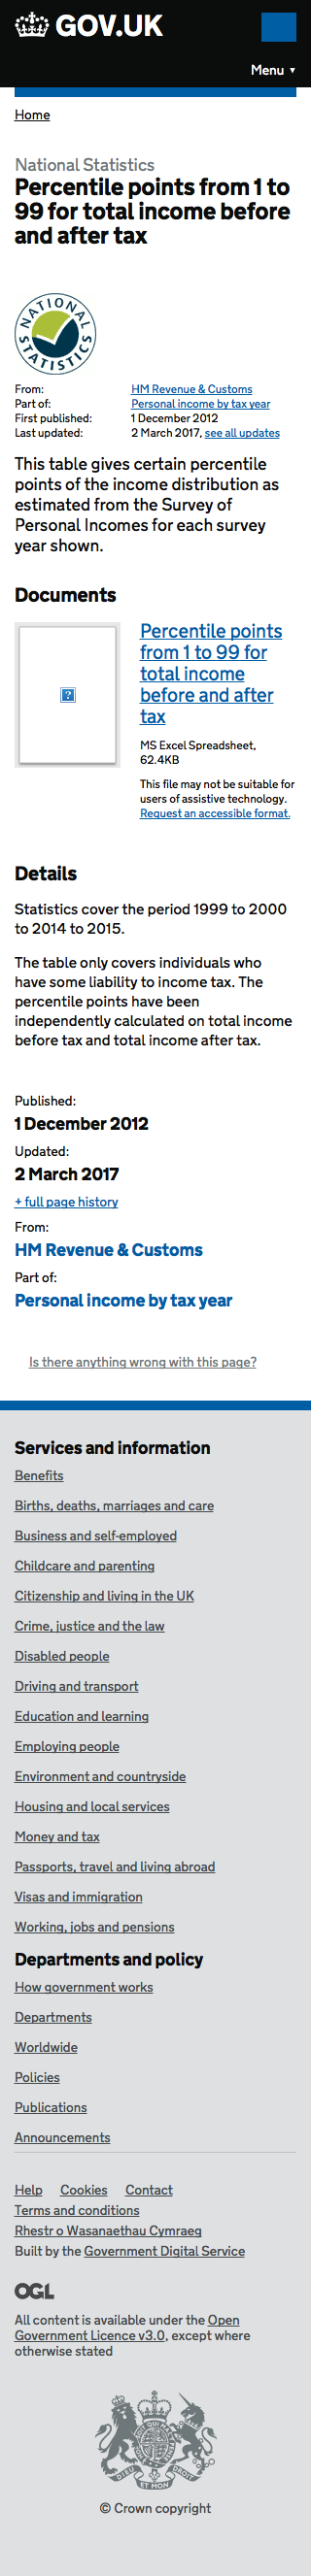 GOV.UK
Menu ▼
Home
National Statistics
Percentile points from 1 to
99 for total income before
and after tax
NATIONAL STATISTICS
From: HM Revenue & Customs
Part of: Personal income by tax year
First published: 1 December 2012
Last updated: 2 March 2017, see all updates
This table gives certain percentile
points of the income distribution as
estimated from the Survey of
Personal Incomes for each survey
year shown.
Documents
?
Percentile points
from 1 to 99 for
total income
before and after
tax
MS Excel Spreadsheet,
62.4KB
This file may not be suitable for
users of assistive technology.
Request an accessible format.
Details
Statistics cover the period 1999 to 2000
to 2014 to 2015.
The table only covers individuals who
have some liability to income tax. The
percentile points have been
independently calculated on total income
before tax and total income after tax.
Published:
1 December 2012
Updated:
2 March 2017
+ full page history
From:
HM Revenue & Customs
Part of:
Personal income by tax year
Is there anything wrong with this page?
Services and information
Benefits
Births, deaths, marriages and care
Business and self-employed
Childcare and parenting
Citizenship and living in the UK
Crime, justice and the law
Disabled people
Driving and transport
Education and learning
Employing people
Environment and countryside
Housing and local services
Money and tax
Passports, travel and living abroad
Visas and immigration
Working, jobs and pensions
Departments and policy
How government works
Departments
Worldwide
Policies
Publications
Announcements
Help Cookies Contact
Terms and conditions
Rhestr o Wasanaethau Cymraeg
Built by the Government Digital Service
OGL
All content is available under the Open
Government Licence v3.0, except where
otherwise stated
DIEU ET MON DROIT
© Crown copyright